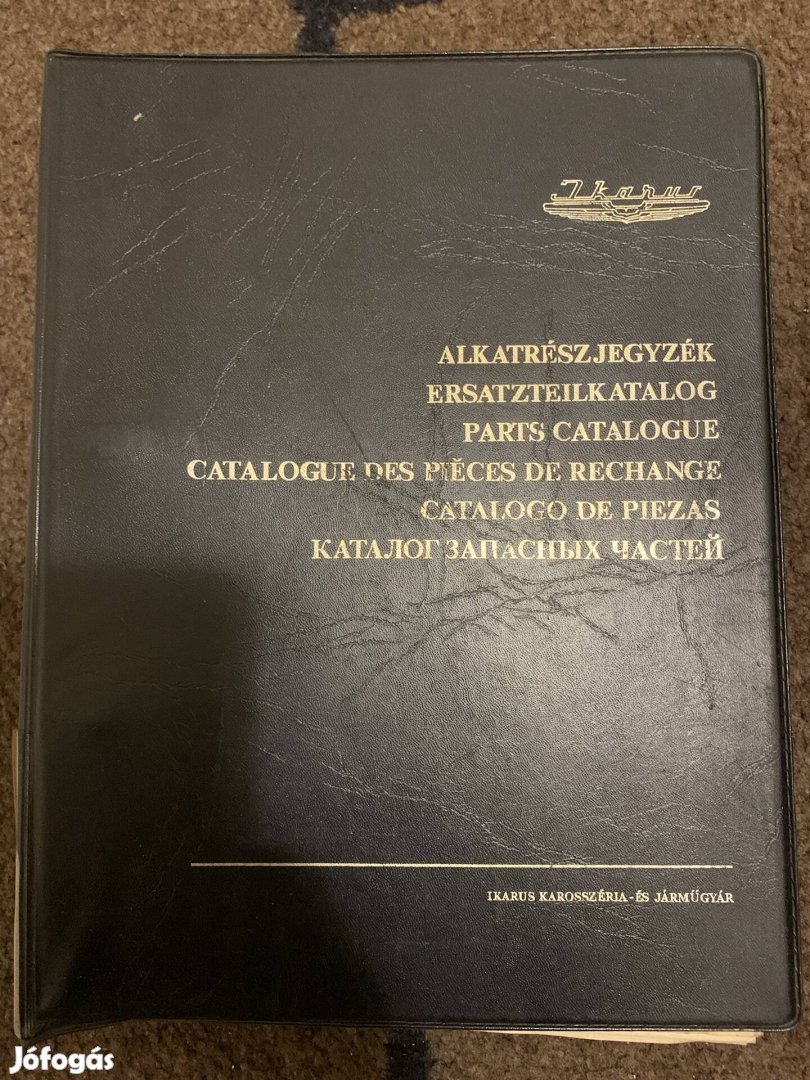 Ikarus
ALKATRÉSZJEGYZÉK
ERSATZTEILKATALOG
PARTS CATALOGUE
CATALOGUE DES PIĚCES DE RECHANGE
CATALOGO DE PIEZAS
КАТАЛОГ ЗАПАСНЫХ ЧАСТЕЙ
IKARUS KAROSSZÉRIA-ÉS JÁRMŰGYÁR
Jófogás